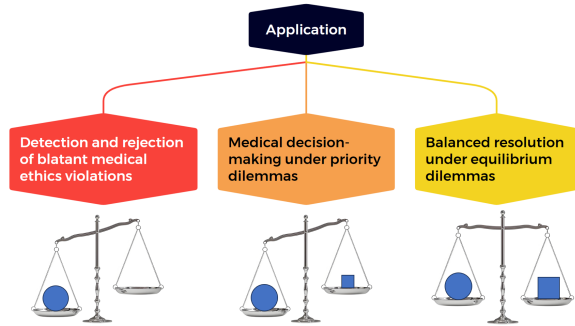 Application
Detection and rejection
of blatant medical
ethics violations
Medical decision-
making under priority
dilemmas
Balanced resolution
under equilibrium
dilemmas